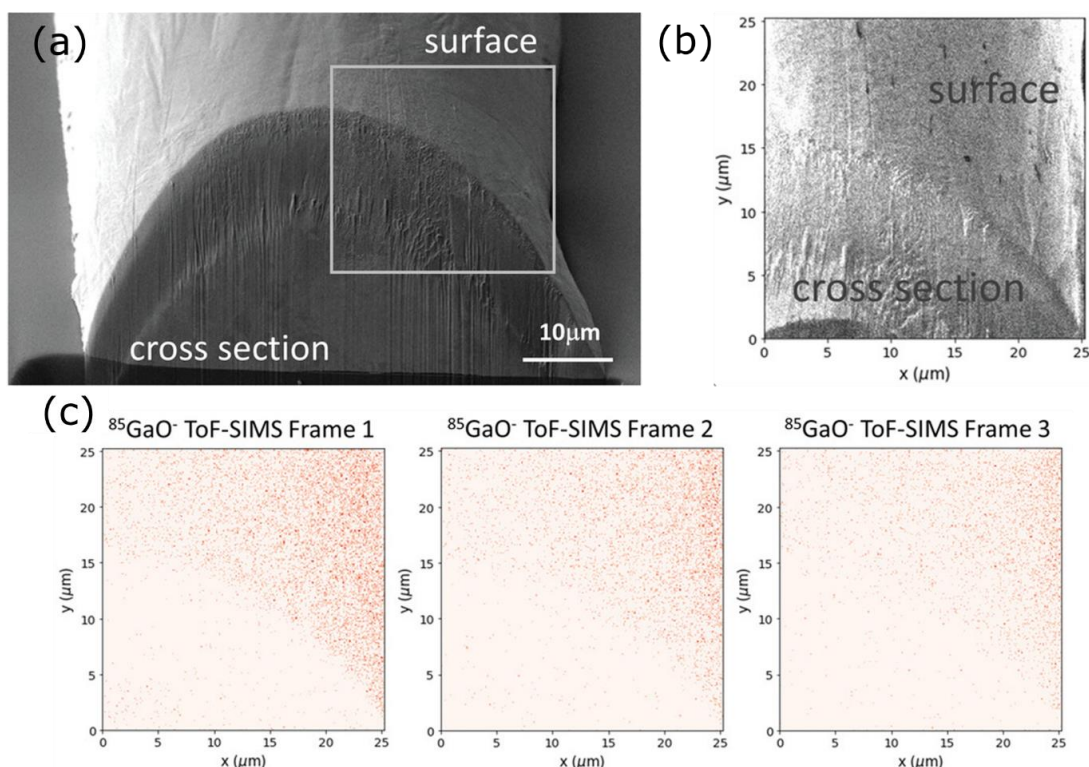 (a)
surface
cross section
10μm
(b)
surface
cross section
y (μm)
25
20
15
10
5
0
0 5 10 15 20 25
x (μm)
(c)
⁸⁵GaO⁻ ToF-SIMS Frame 1
y (μm)
25
20
15
10
5
0
0 5 10 15 20 25
x (μm)
⁸⁵GaO⁻ ToF-SIMS Frame 2
y (μm)
25
20
15
10
5
0
0 5 10 15 20 25
x (μm)
⁸⁵GaO⁻ ToF-SIMS Frame 3
y (μm)
25
20
15
10
5
0
0 5 10 15 20 25
x (μm)